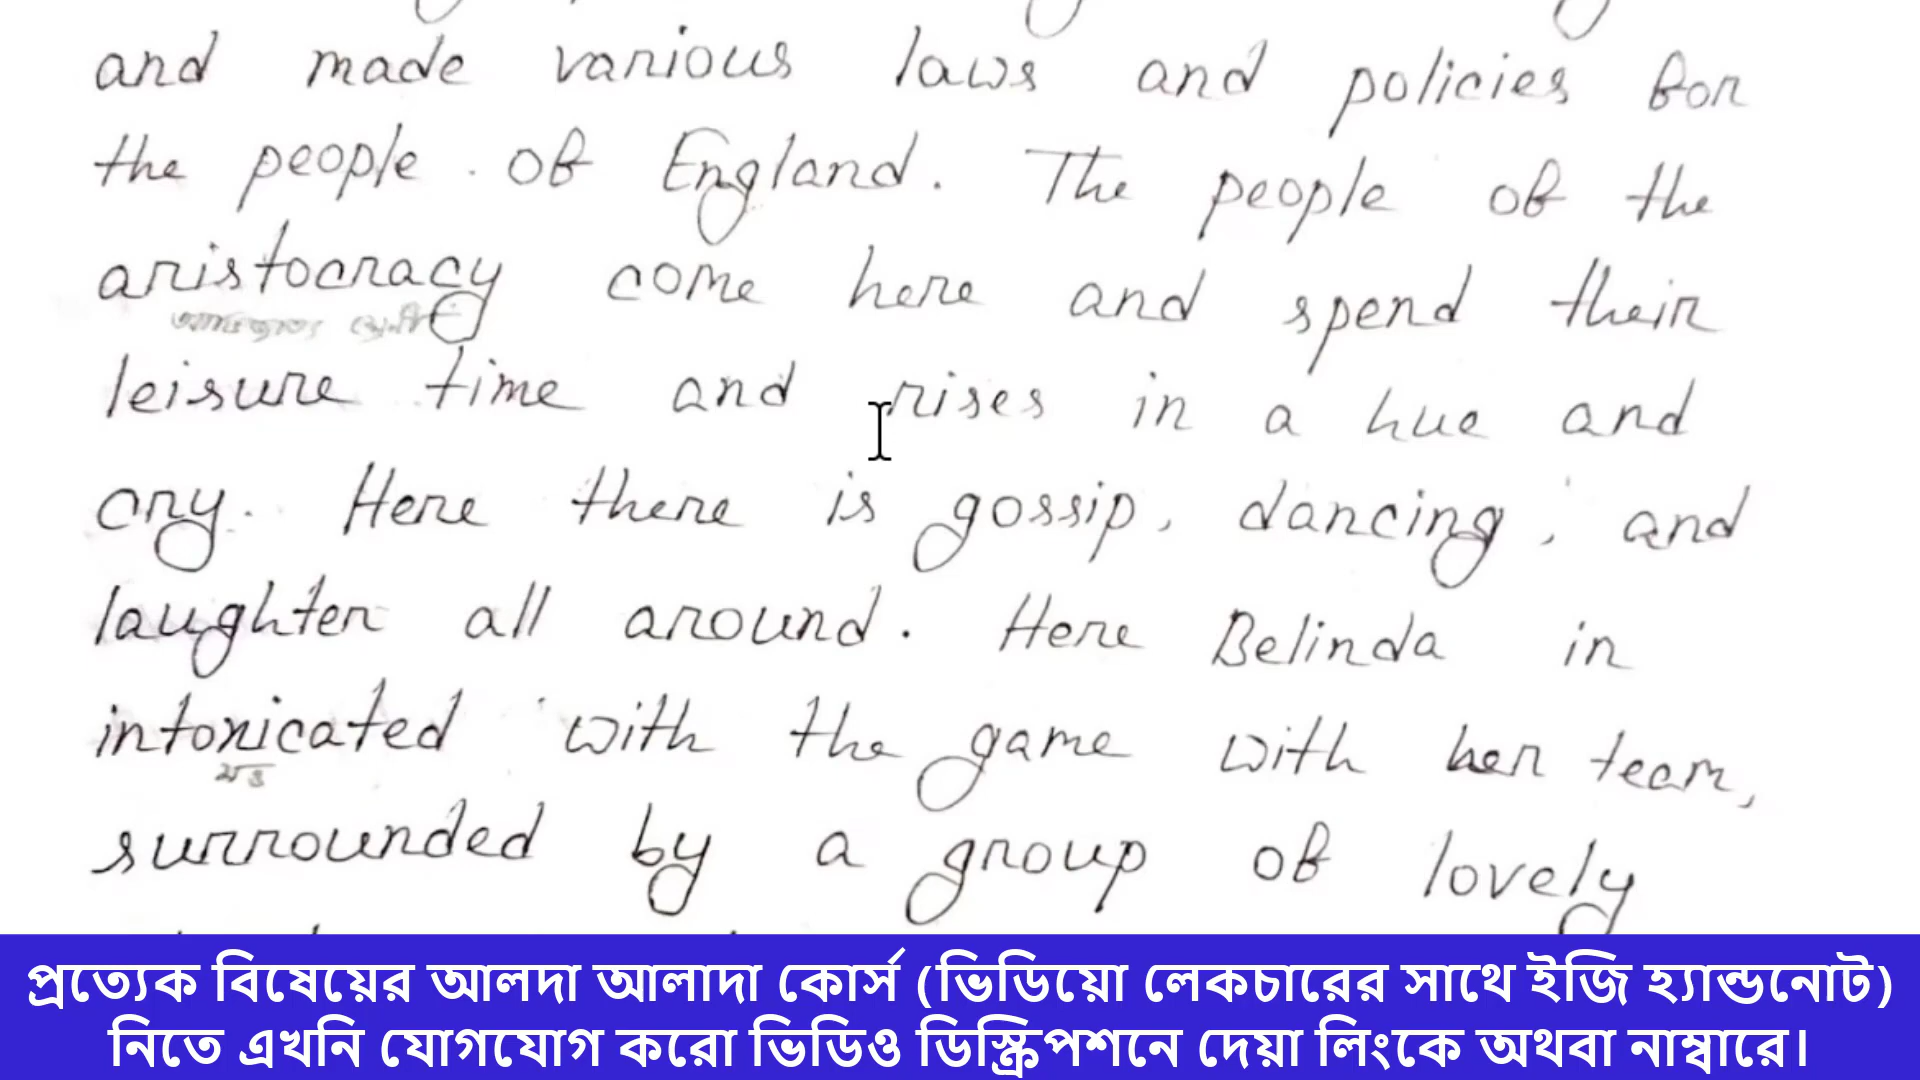 and made various laws and policies for
the people of England. The people of the
aristocracy come here and spend their
leisure time and rises in a hue and
cry. Here there is gossip, dancing, and
laughter all around. Here Belinda in
intoxicated with the game with her team,
surrounded by a group of lovely
প্রত্যেক বিষেয়ের আলদা আলাদা কোর্স (ভিডিয়ো লেকচারের সাথে ইজি হ্যান্ডনোট)
নিতে এখনি যোগযোগ করো ভিডিও ডিস্ক্রিপশনে দেয়া লিংকে অথবা নাম্বারে।